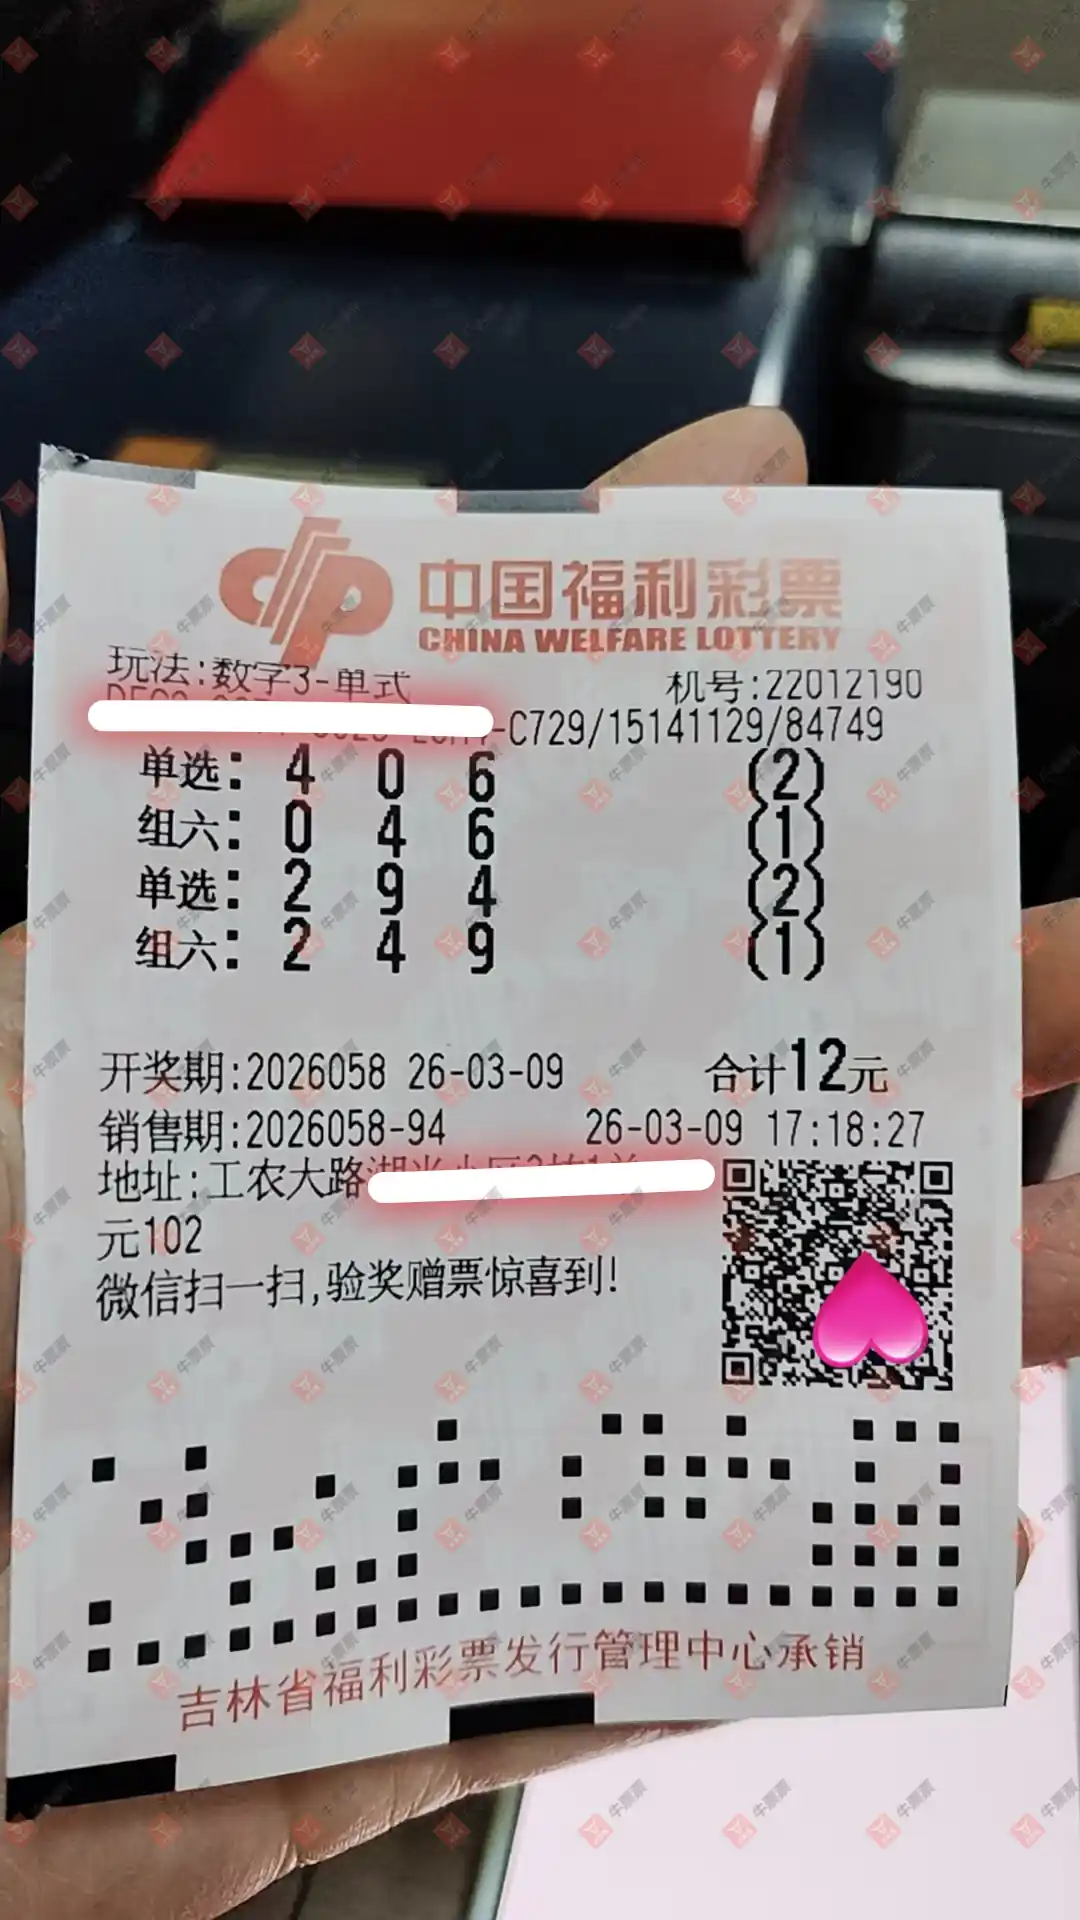 中国福利彩票
CHINA WELFARE LOTTERY
玩法:数字3-单式
机号:22012190
-C729/15141129/84749
单选: 4 0 6 (2)
组六: 0 4 6 (1)
单选: 2 9 4 (2)
组六: 2 4 9 (1)
开奖期:2026058 26-03-09 合计12元
销售期:2026058-94 26-03-09 17:18:27
地址:工农大路
元102
微信扫一扫,验奖赠票惊喜到!
吉林省福利彩票发行管理中心承销
牛票票